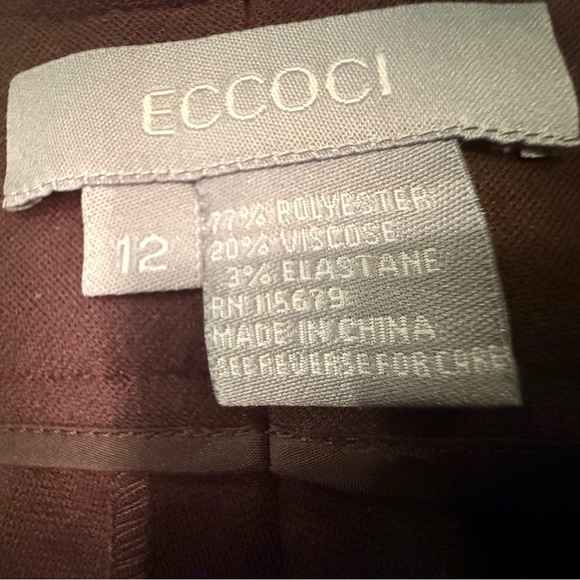 ECCOCI
12
77% POLYESTER
20% VISCOSE
3% ELASTANE
RN 115679
MADE IN CHINA
SEE REVERSE FOR CARE